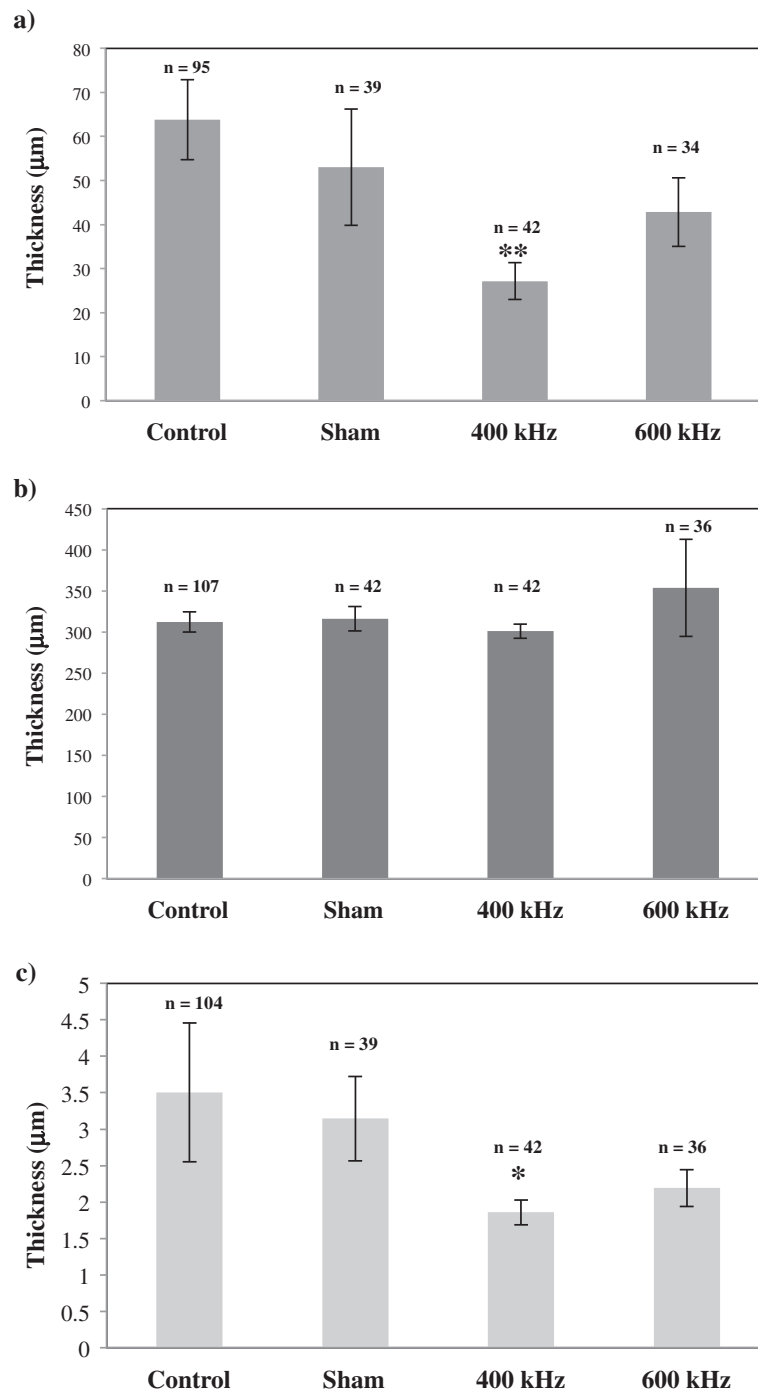 a)
Thickness (μm)
80
70
60
50
40
30
20
10
0
n = 95
n = 39
n = 42
**
n = 34
Control Sham 400 kHz 600 kHz
b)
Thickness (μm)
450
400
350
300
250
200
150
100
50
0
n = 107
n = 42
n = 42
n = 36
Control Sham 400 kHz 600 kHz
c)
Thickness (μm)
5
4.5
4
3.5
3
2.5
2
1.5
1
0.5
0
n = 104
n = 39
n = 42
*
n = 36
Control Sham 400 kHz 600 kHz